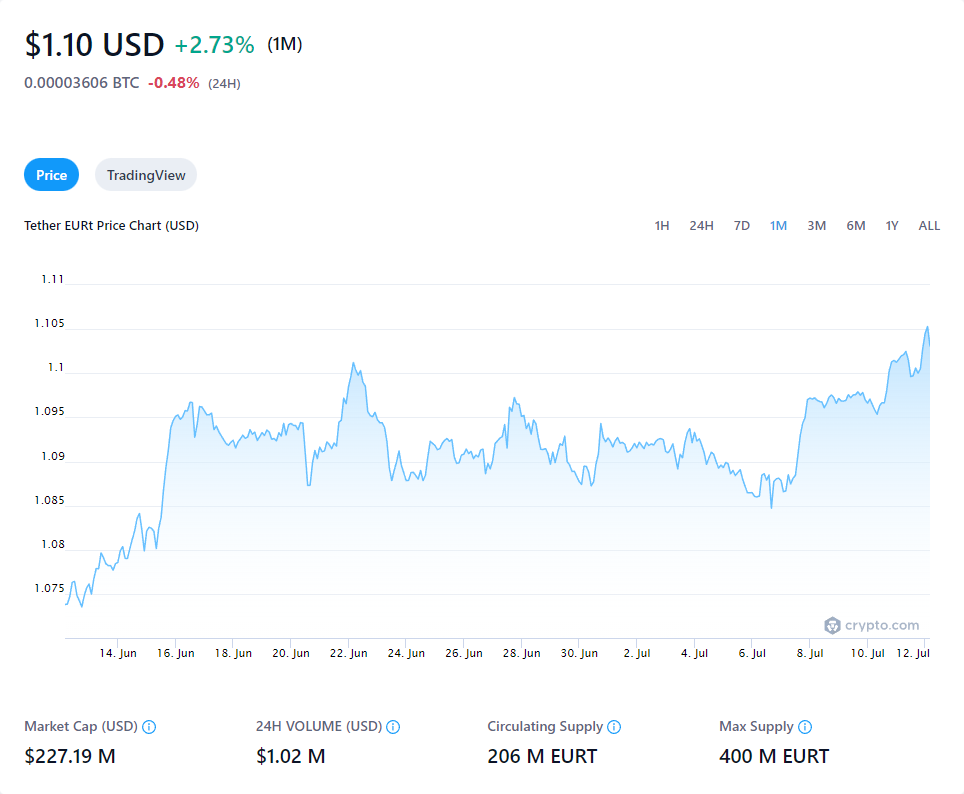 $1.10 USD +2.73% (1M)
0.00003606 BTC -0.48% (24H)
Price TradingView
Tether EURt Price Chart (USD) 1H 24H 7D 1M 3M 6M 1Y ALL
1.11
1.105
1.1
1.095
1.09
1.085
1.08
1.075
crypto.com
14. Jun 16. Jun 18. Jun 20. Jun 22. Jun 24. Jun 26. Jun 28. Jun 30. Jun 2. Jul 4. Jul 6. Jul 8. Jul 10. Jul 12. Jul
Market Cap (USD) 24H VOLUME (USD) Circulating Supply Max Supply
$227.19 M $1.02 M 206 M EURT 400 M EURT